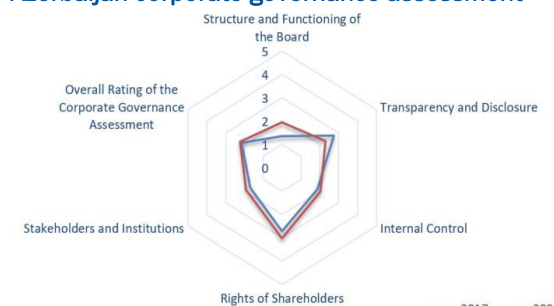 Azerbaijan corporate governance assessment
Structure and Functioning of
the Board
5
4
3
2
1
0
Overall Rating of the
Corporate Governance
Assessment
Transparency and Disclosure
Stakeholders and Institutions
Internal Control
Rights of Shareholders
2017